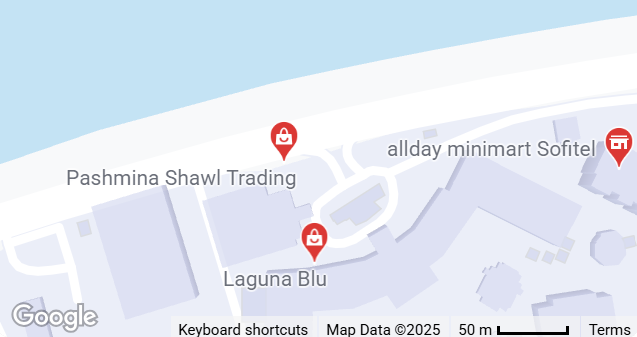 allday minimart Sofitel
Pashmina Shawl Trading
Laguna Blu
Google
Keyboard shortcuts
Map Data ©2025
50 m
Terms